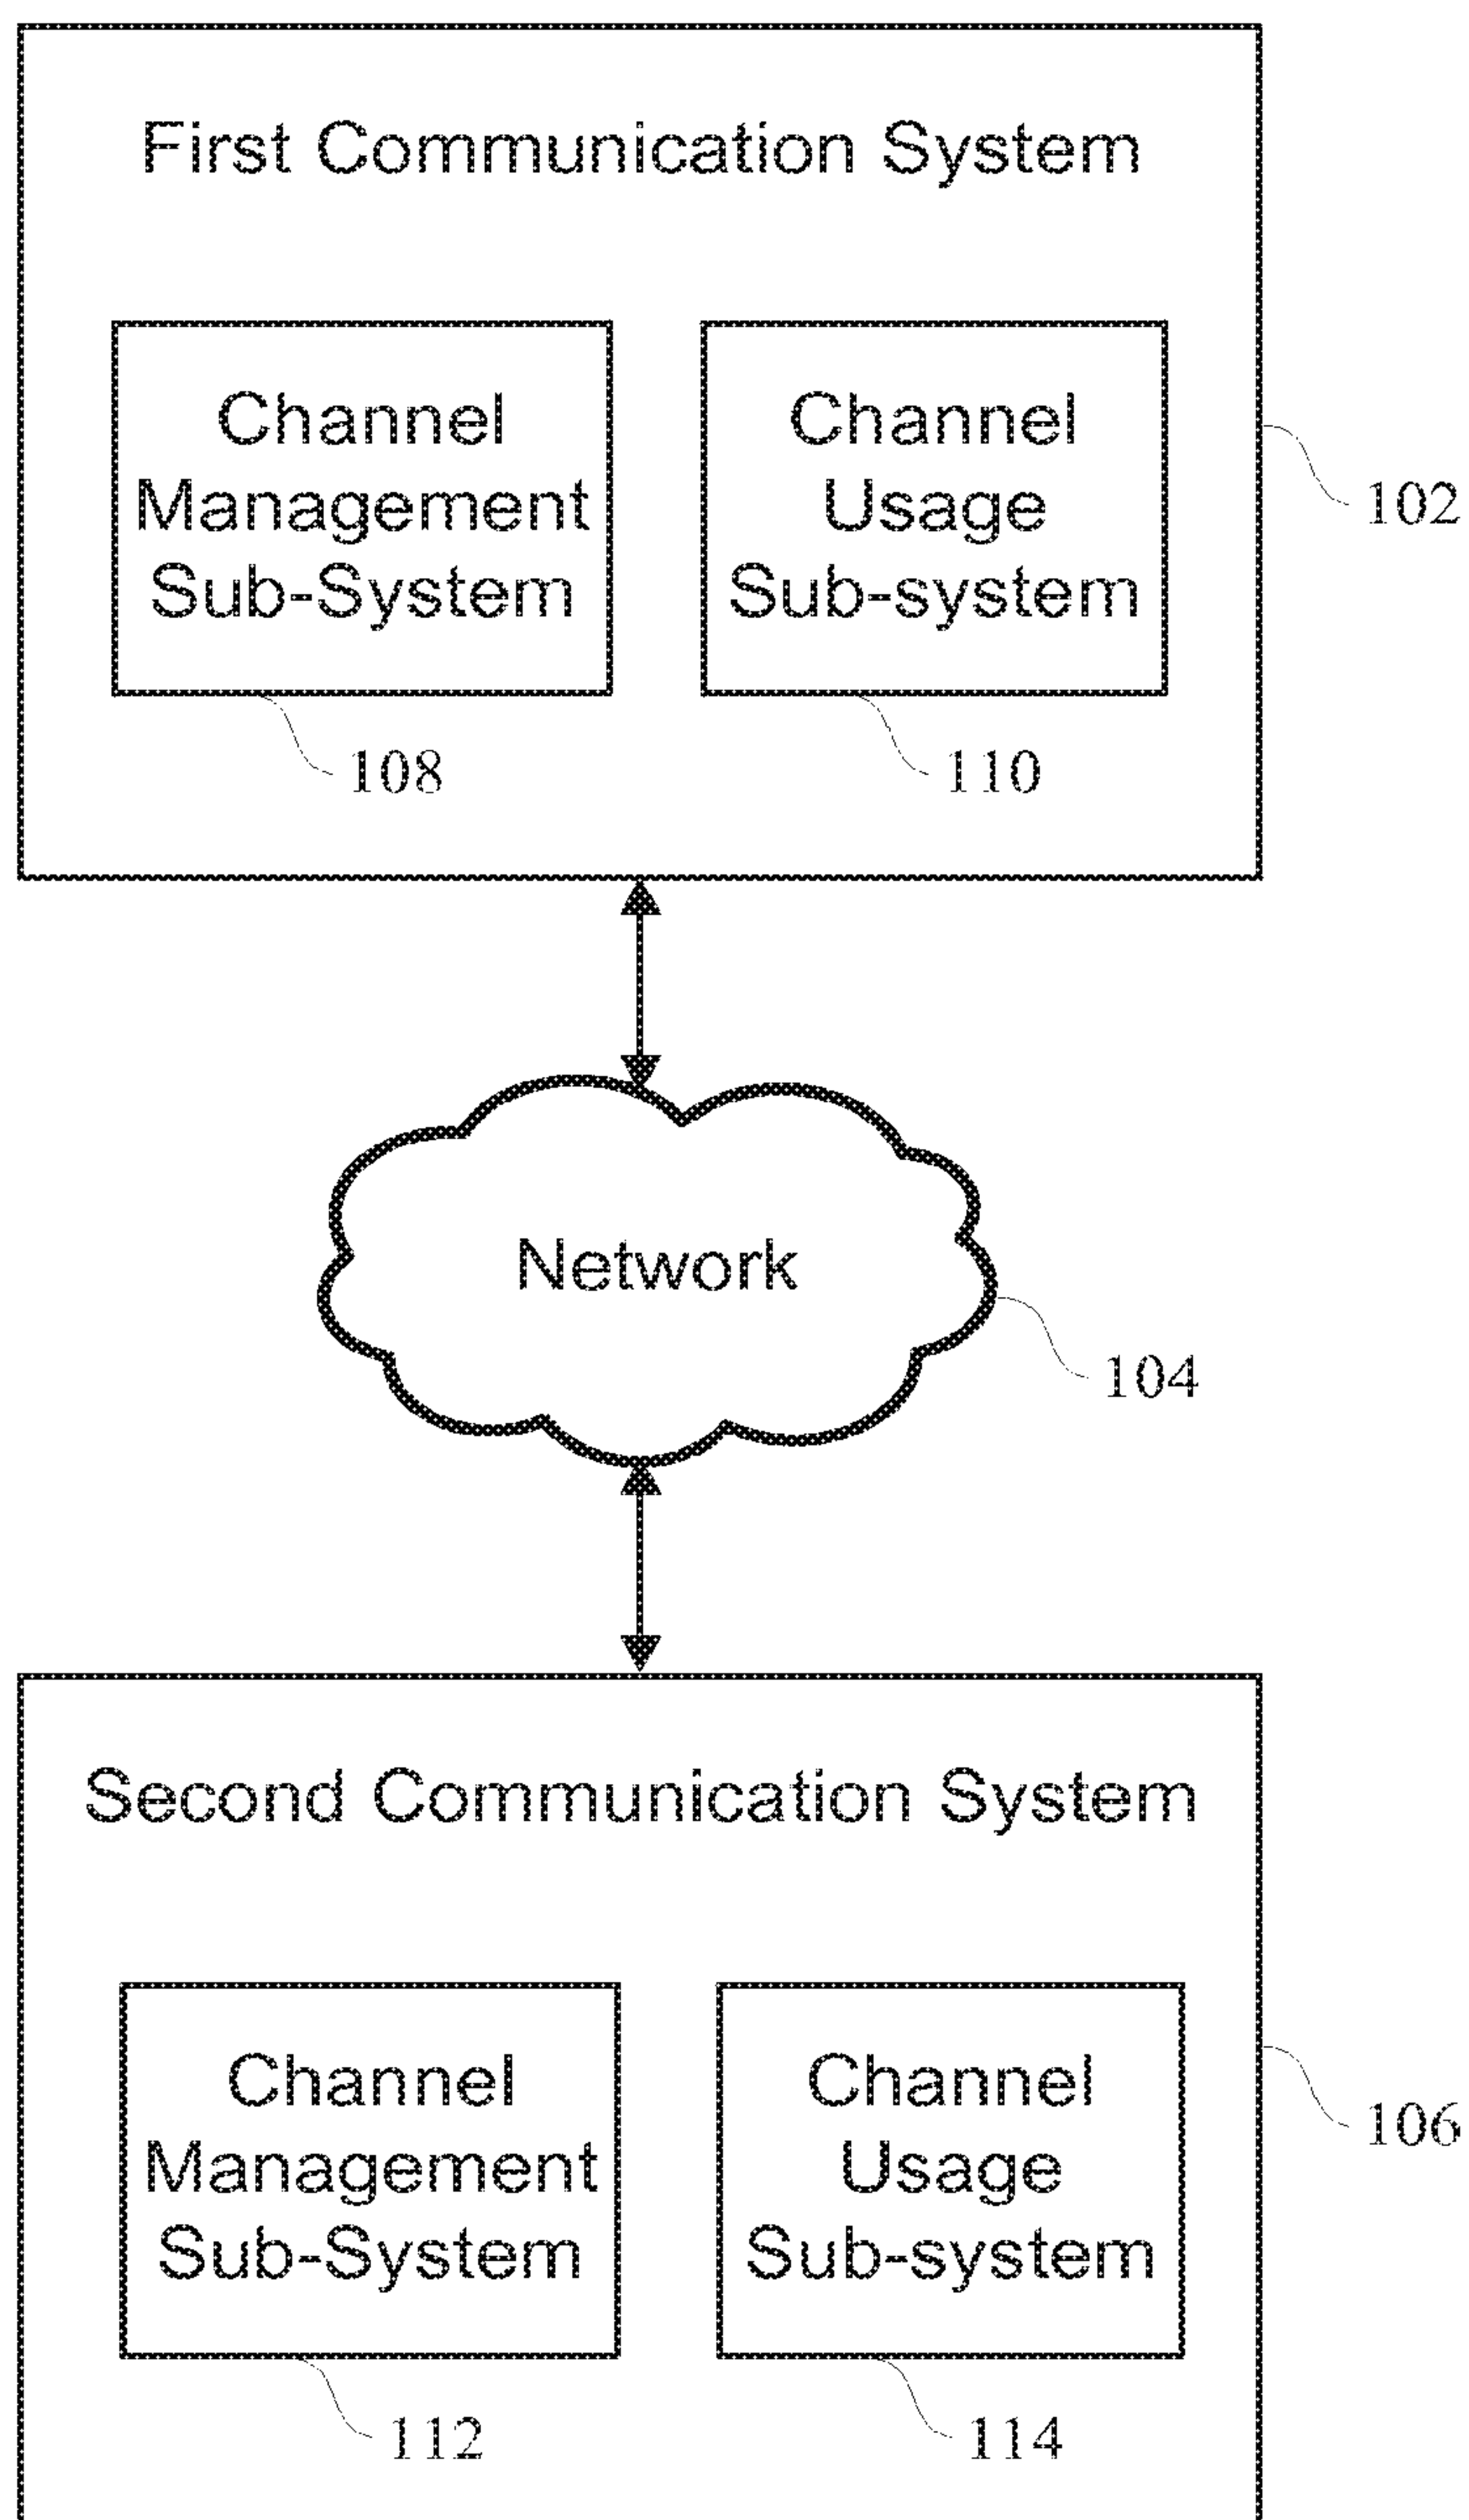 First Communication System
Channel
Management
Sub-System
Channel
Usage
Sub-system
102
108
110
Network
104
Second Communication System
Channel
Management
Sub-System
Channel
Usage
Sub-system
106
112
114